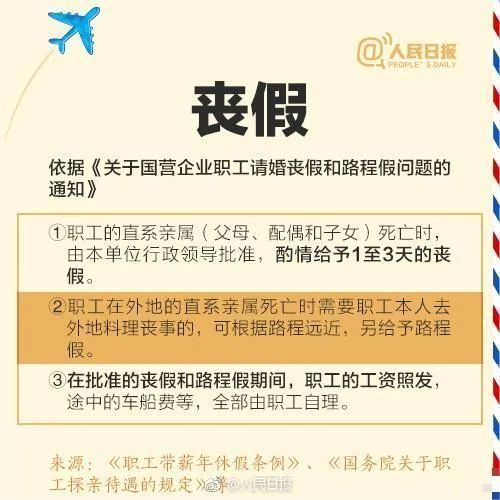 @人民日报
PEOPLE'S DAILY
丧假
依据《关于国营企业职工请婚丧假和路程假问题的
通知》
①职工的直系亲属（父母、配偶和子女）死亡时，
由本单位行政领导批准，酌情给予1至3天的丧
假。
②职工在外地的直系亲属死亡时需要职工本人去
外地料理丧事的，可根据路程远近，另给予路程
假。
③在批准的丧假和路程假期间，职工的工资照发，
途中的车船费等，全部由职工自理。
来源：《职工带薪年休假条例》、《国务院关于职
工探亲待遇的规定》等
@人民日报